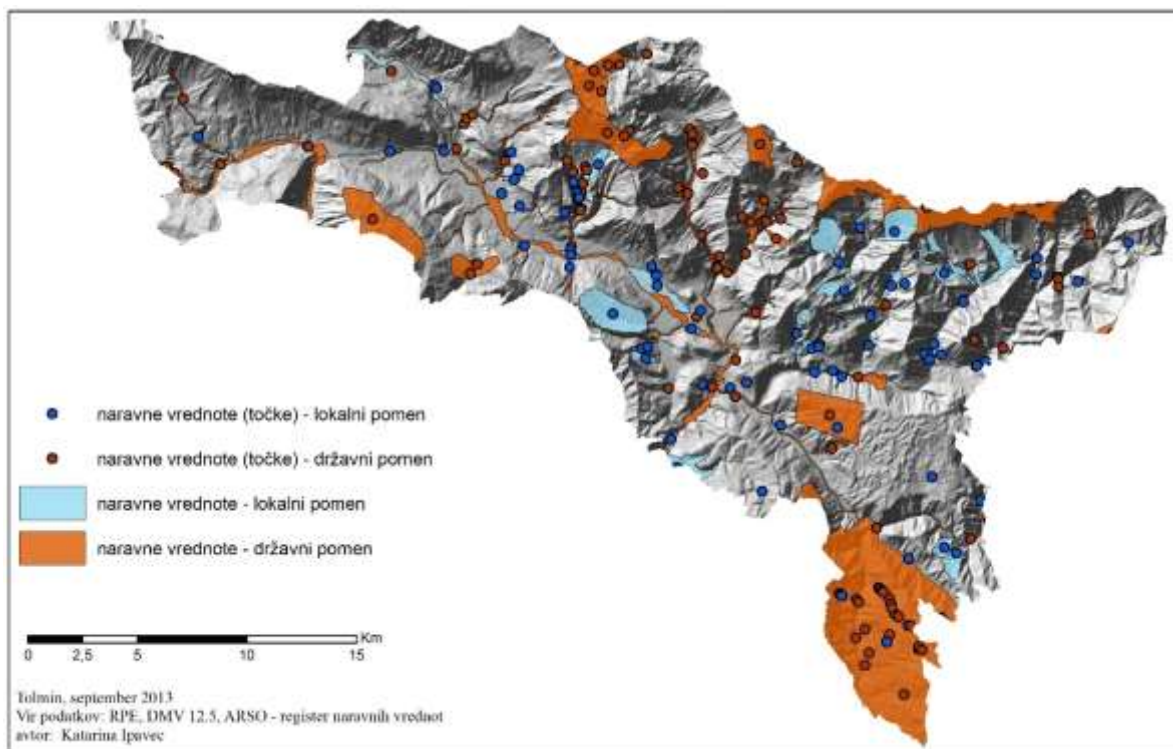 naravne vrednote (točke) - lokalni pomen
naravne vrednote (točke) - državni pomen
naravne vrednote - lokalni pomen
naravne vrednote - državni pomen
Km
0 2,5 5 10 15
Tolmin, september 2013
Vir podatkov: RPE, DMV 12.5, ARSO - register naravnih vrednot
avtor: Katarina Ipavec